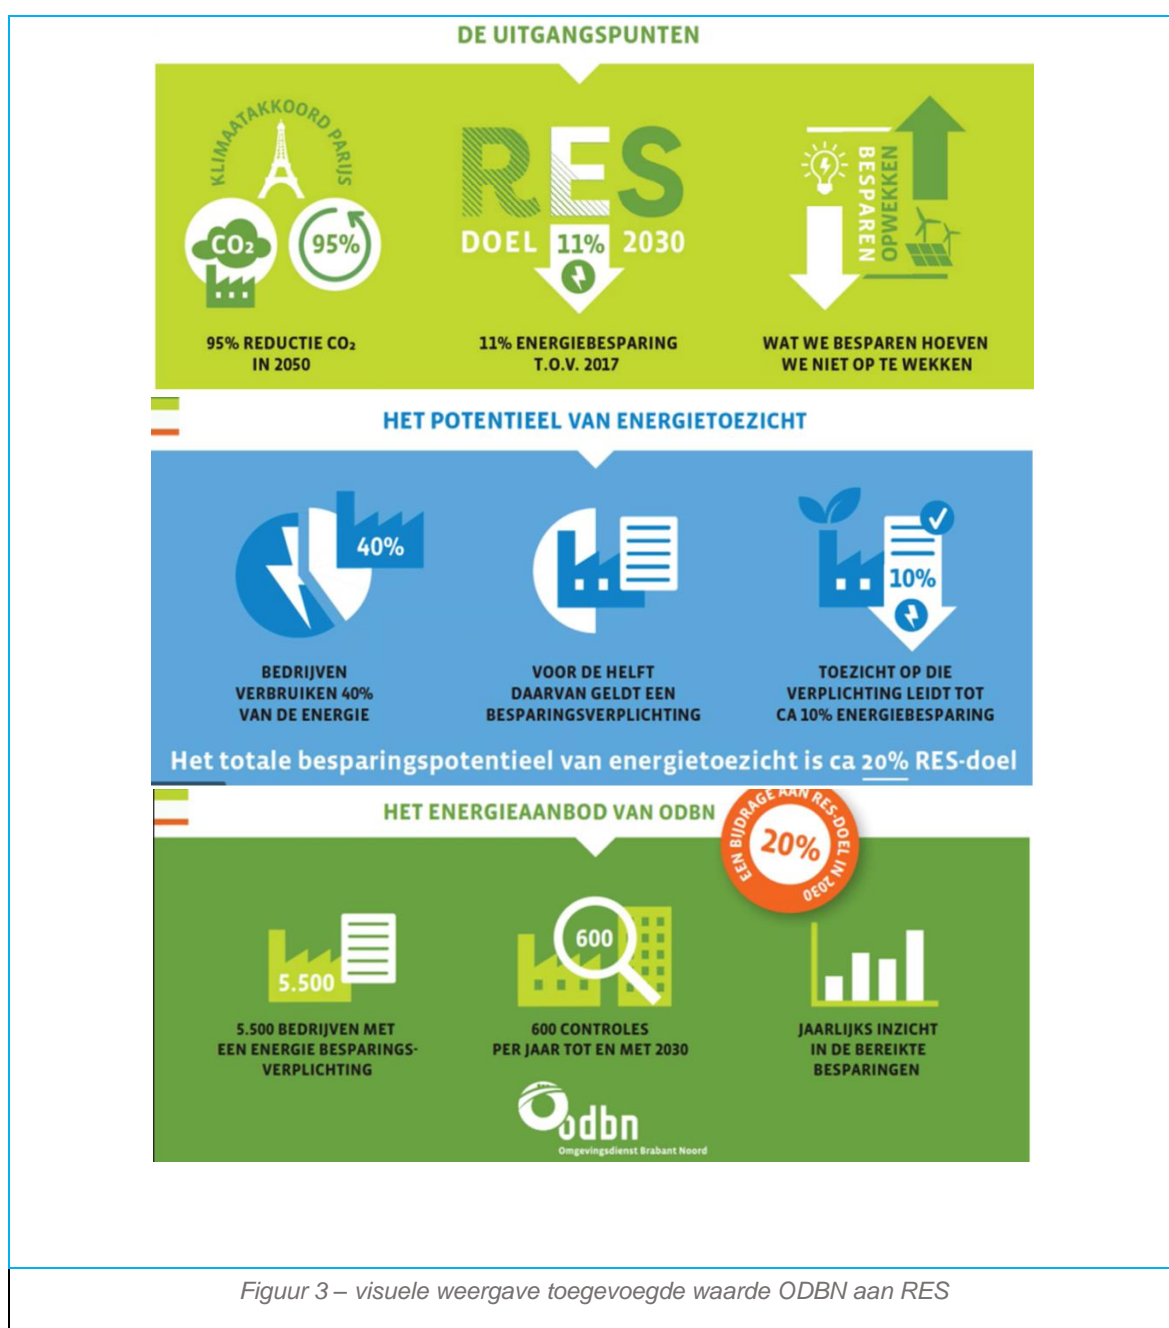 DE UITGANGSPUNTEN
KLIMAATAKKOORD PARIJS
CO₂
95%
95% REDUCTIE CO₂
IN 2050
RES
DOEL 11% 2030
11% ENERGIEBESPARING
T.O.V. 2017
BESPAREN
OPWEKKEN
WAT WE BESPAREN HOEVEN
WE NIET OP TE WEKKEN
HET POTENTIEEL VAN ENERGIETOEZICHT
40%
BEDRIJVEN
VERBRUIKEN 40%
VAN DE ENERGIE
VOOR DE HELFT
DAARVAN GELDT EEN
BESPARINGSVERPLICHTING
10%
TOEZICHT OP DIE
VERPLICHTING LEIDT TOT
CA 10% ENERGIEBESPARING
Het totale besparingspotentieel van energietoezicht is ca 20% RES-doel
HET ENERGIEAANBOD VAN ODBN
EEN BIJDRAGE AAN RES-DOEL IN 2030
20%
5.500
5.500 BEDRIJVEN MET
EEN ENERGIE BESPARINGS-
VERPLICHTING
600
600 CONTROLES
PER JAAR TOT EN MET 2030
JAARLIJKS INZICHT
IN DE BEREIKTE
BESPARINGEN
odbn
Omgevingsdienst Brabant Noord
Figuur 3 – visuele weergave toegevoegde waarde ODBN aan RES